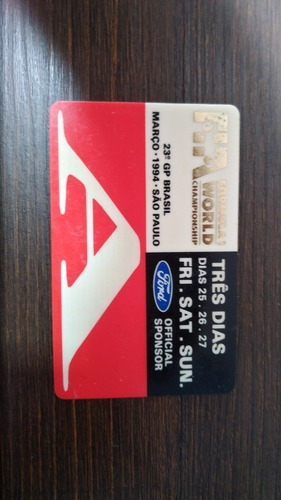 FIA FORMULA 1
WORLD
CHAMPIONSHIP
23º GP BRASIL
MARÇO · 1994 · SÃO PAULO
A
TRÊS DIAS
DIAS 25 . 26 . 27
FRI . SAT . SUN.
Ford
OFFICIAL
SPONSOR